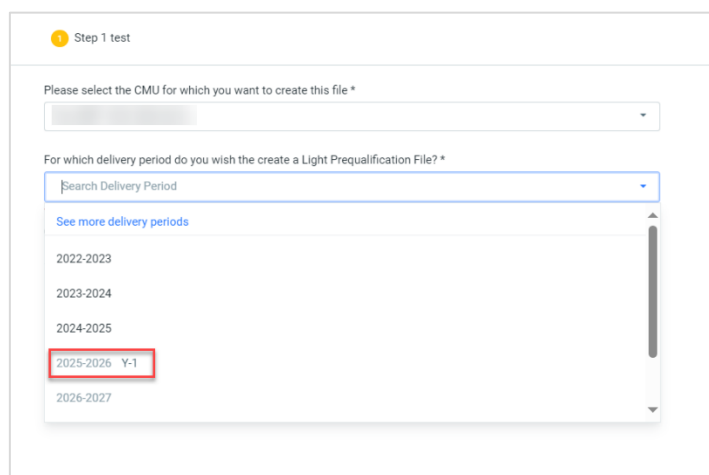 1 Step 1 test
Please select the CMU for which you want to create this file *
For which delivery period do you wish the create a Light Prequalification File? *
Search Delivery Period
See more delivery periods
2022-2023
2023-2024
2024-2025
2025-2026 Y-1
2026-2027